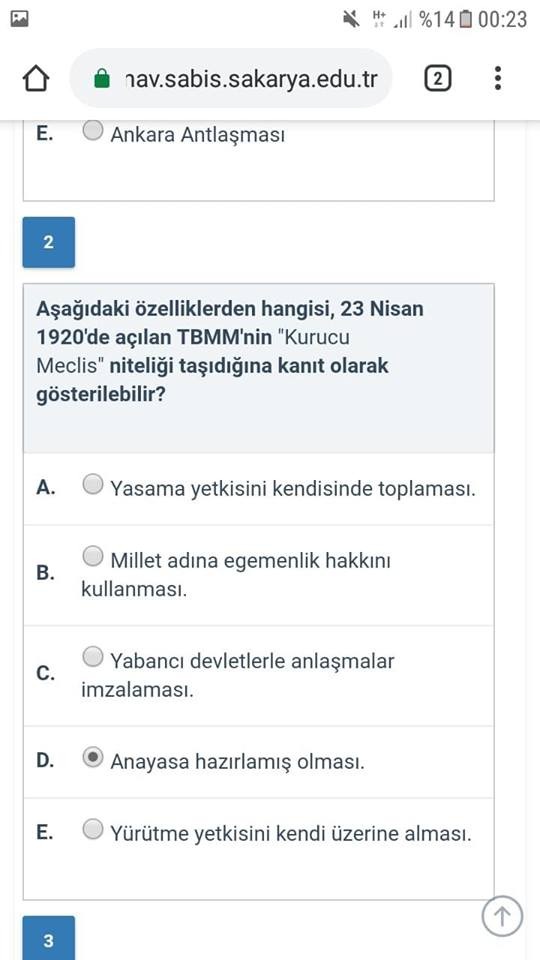 H+ %14 00:23
nav.sabis.sakarya.edu.tr 2
E. Ankara Antlaşması
2
Aşağıdaki özelliklerden hangisi, 23 Nisan
1920'de açılan TBMM'nin "Kurucu
Meclis" niteliği taşıdığına kanıt olarak
gösterilebilir?
A. Yasama yetkisini kendisinde toplaması.
B. Millet adına egemenlik hakkını
kullanması.
C. Yabancı devletlerle anlaşmalar
imzalaması.
D. Anayasa hazırlamış olması.
E. Yürütme yetkisini kendi üzerine alması.
3